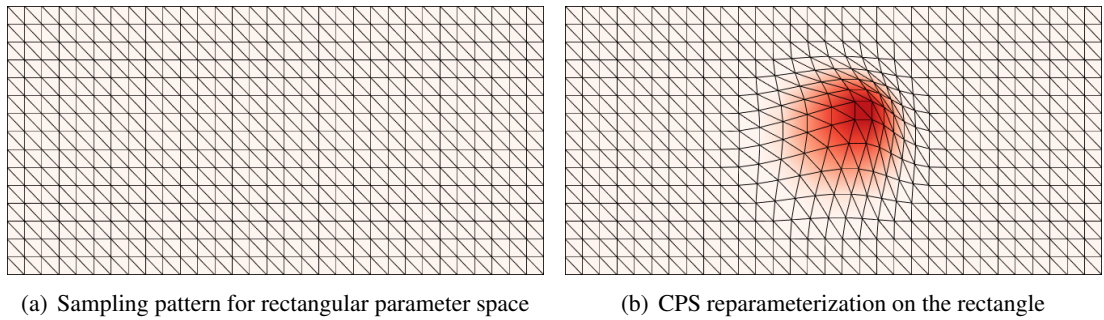 (a) Sampling pattern for rectangular parameter space
(b) CPS reparameterization on the rectangle